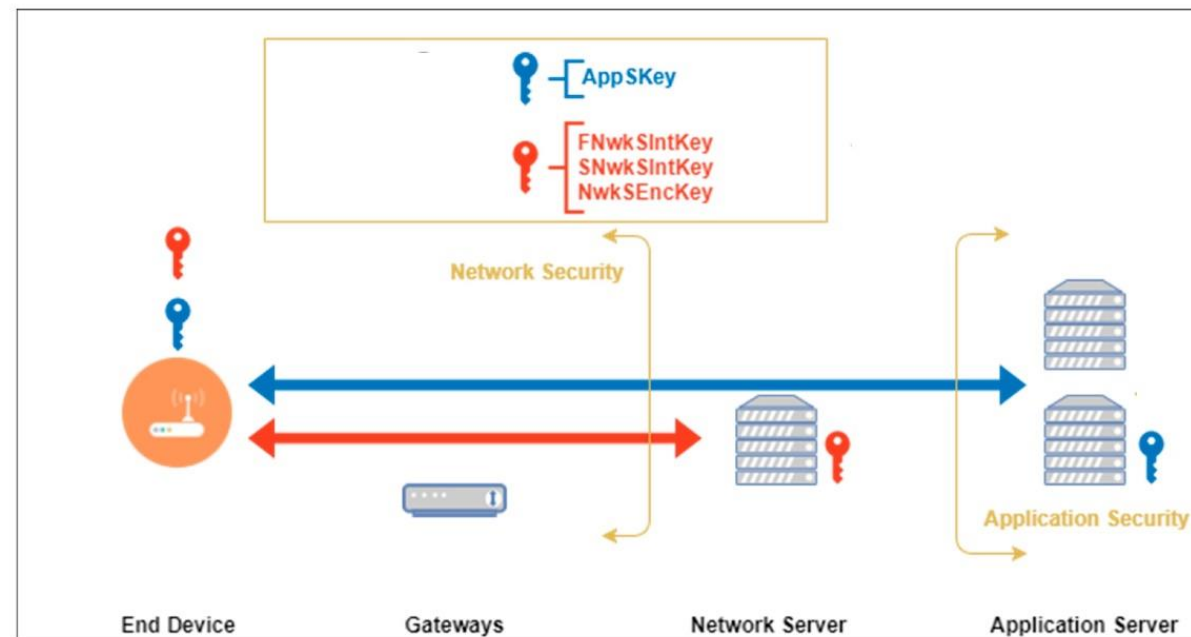 AppSKey
FNwkSIntKey
SNwkSIntKey
NwkSEncKey
Network Security
Application Security
End Device
Gateways
Network Server
Application Server